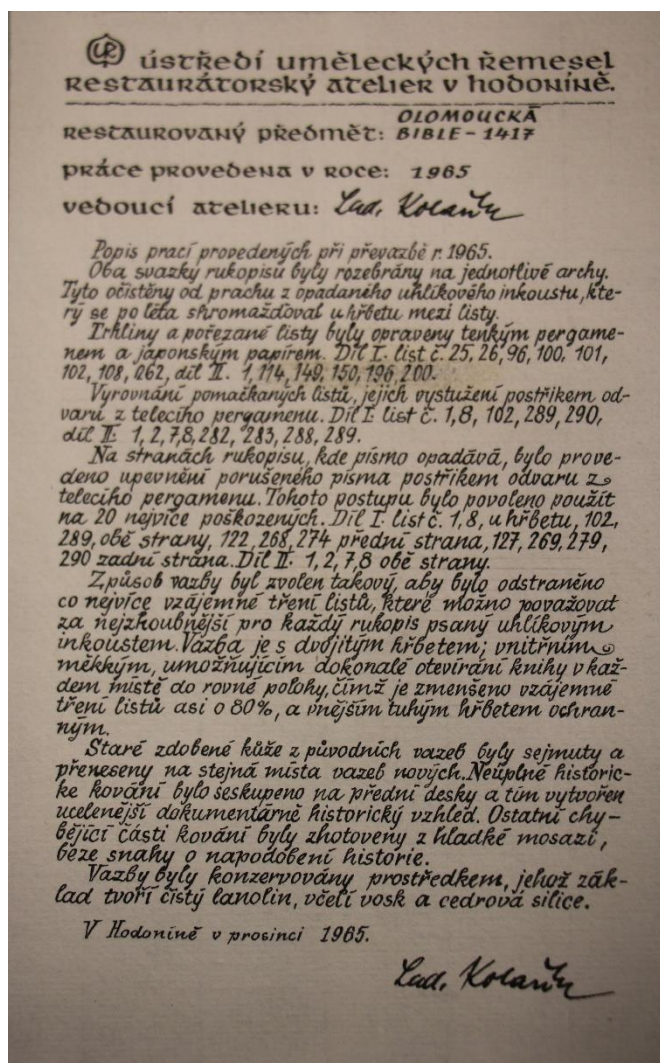 ústředí uměleckých řemesel
restaurátorský atelier v hodoníně.
restaurovaný předmět: OLOMOUCKÁ
BIBLE - 1417
práce provedena v roce: 1965
vedoucí atelieru: Lad.
Popis prací provedených při převazbě r. 1965.
Oba svazky rukopisu byly rozebrány na jednotlivé archy.
Tyto očistěny od prachu z opadaného uhlíkového inkoustu, kte-
rý se po léta shromažďoval u hřbetu mezi listy.
Trhliny a pořezané listy byly opraveny tenkým pergame-
nem a japonským papírem. Díl I. list č. 25, 26, 96, 100, 101,
102, 108, 262, díl II. 1, 114, 149, 150, 196, 200.
Vyrovnání pomačkaných listů, jejich vystužení postřikem od-
varu z telecího pergamenu. Díl I. list č. 1, 8, 102, 289, 290,
díl II: 1, 2, 7, 8, 282, 283, 288, 289.
Na stranách rukopisu, kde písmo opadává, bylo prove-
deno upevnění porušeného písma postřikem odvaru z
telecího pergamenu. Tohoto postupu bylo povoleno použít
na 20 nejvíce poškozených. Díl I. list č. 1, 8, u hřbetu, 102,
289, obě strany, 122, 268, 274 přední strana, 127, 269, 279,
290 zadní strana. Díl II. 1, 2, 7, 8 obě strany.
Způsob vazby byl zvolen takový, aby bylo odstraněno
co nejvíce vzájemné tření listů, které možno považovat
za nejzhoubnější pro každý rukopis psaný uhlíkovým
inkoustem. Vazba je s dvojitým hřbetem; vnitřním
měkkým, umožňujícím dokonalé otevírání knihy v kaž-
dem místě do rovné polohy, čímž je zmenšeno vzájemné
tření listů asi o 80%, a vnějším tuhým hřbetem ochran-
ným.
Staré zdobené kůže z původních vazeb byly sejmuty a
přeneseny na stejná místa vazeb nových. Neúplné historic-
ke kování bylo seskupeno na přední desky a tím vytvořen
ucelenější dokumentárně historický vzhled. Ostatní chy-
bějící části kování byly zhotoveny z hladké mosazi,
beze snahy o napodobení historie.
Vazby byly konzervovány prostředkem, jehož zák-
lad tvoří čistý lanolin, včelí vosk a cedrová silice.
V Hodoníně v prosinci 1965.
Lad.